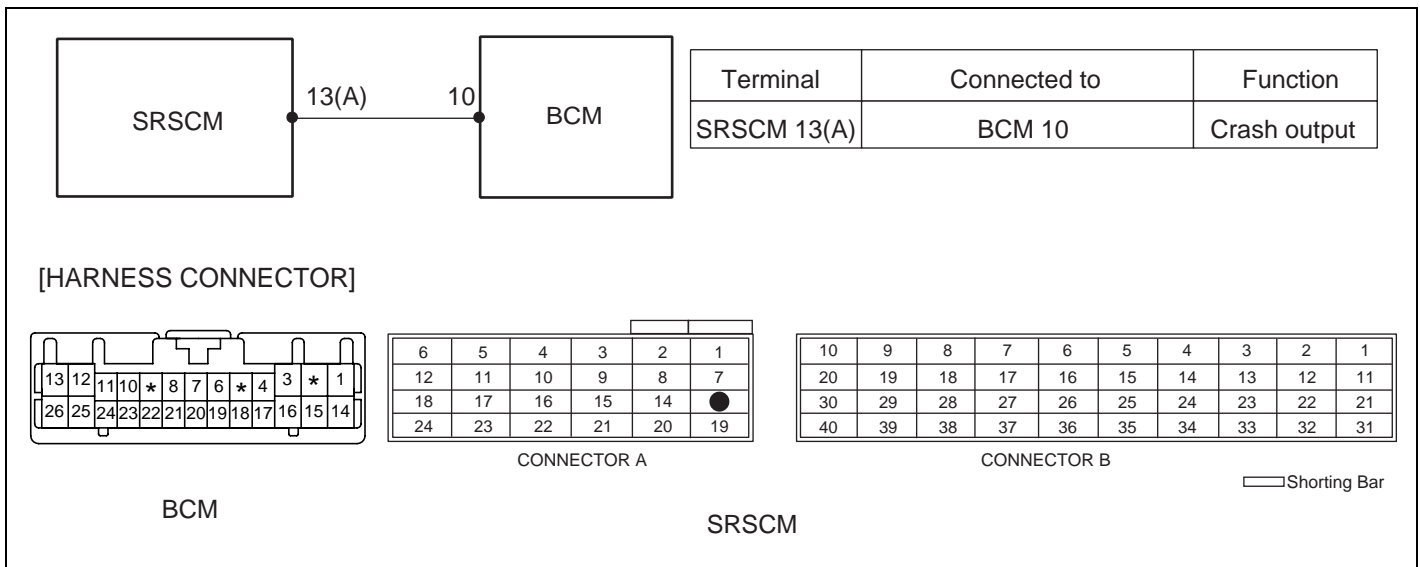 Terminal Connected to Function
SRSCM 13(A) 10 BCM
SRSCM 13(A) BCM 10 Crash output
[HARNESS CONNECTOR]
13 12 11 10 * 8 7 6 * 4 3 * 1
26 25 24 23 22 21 20 19 18 17 16 15 14
6 5 4 3 2 1
12 11 10 9 8 7
18 17 16 15 14
24 23 22 21 20 19
CONNECTOR A
10 9 8 7 6 5 4 3 2 1
20 19 18 17 16 15 14 13 12 11
30 29 28 27 26 25 24 23 22 21
40 39 38 37 36 35 34 33 32 31
CONNECTOR B
Shorting Bar
BCM
SRSCM